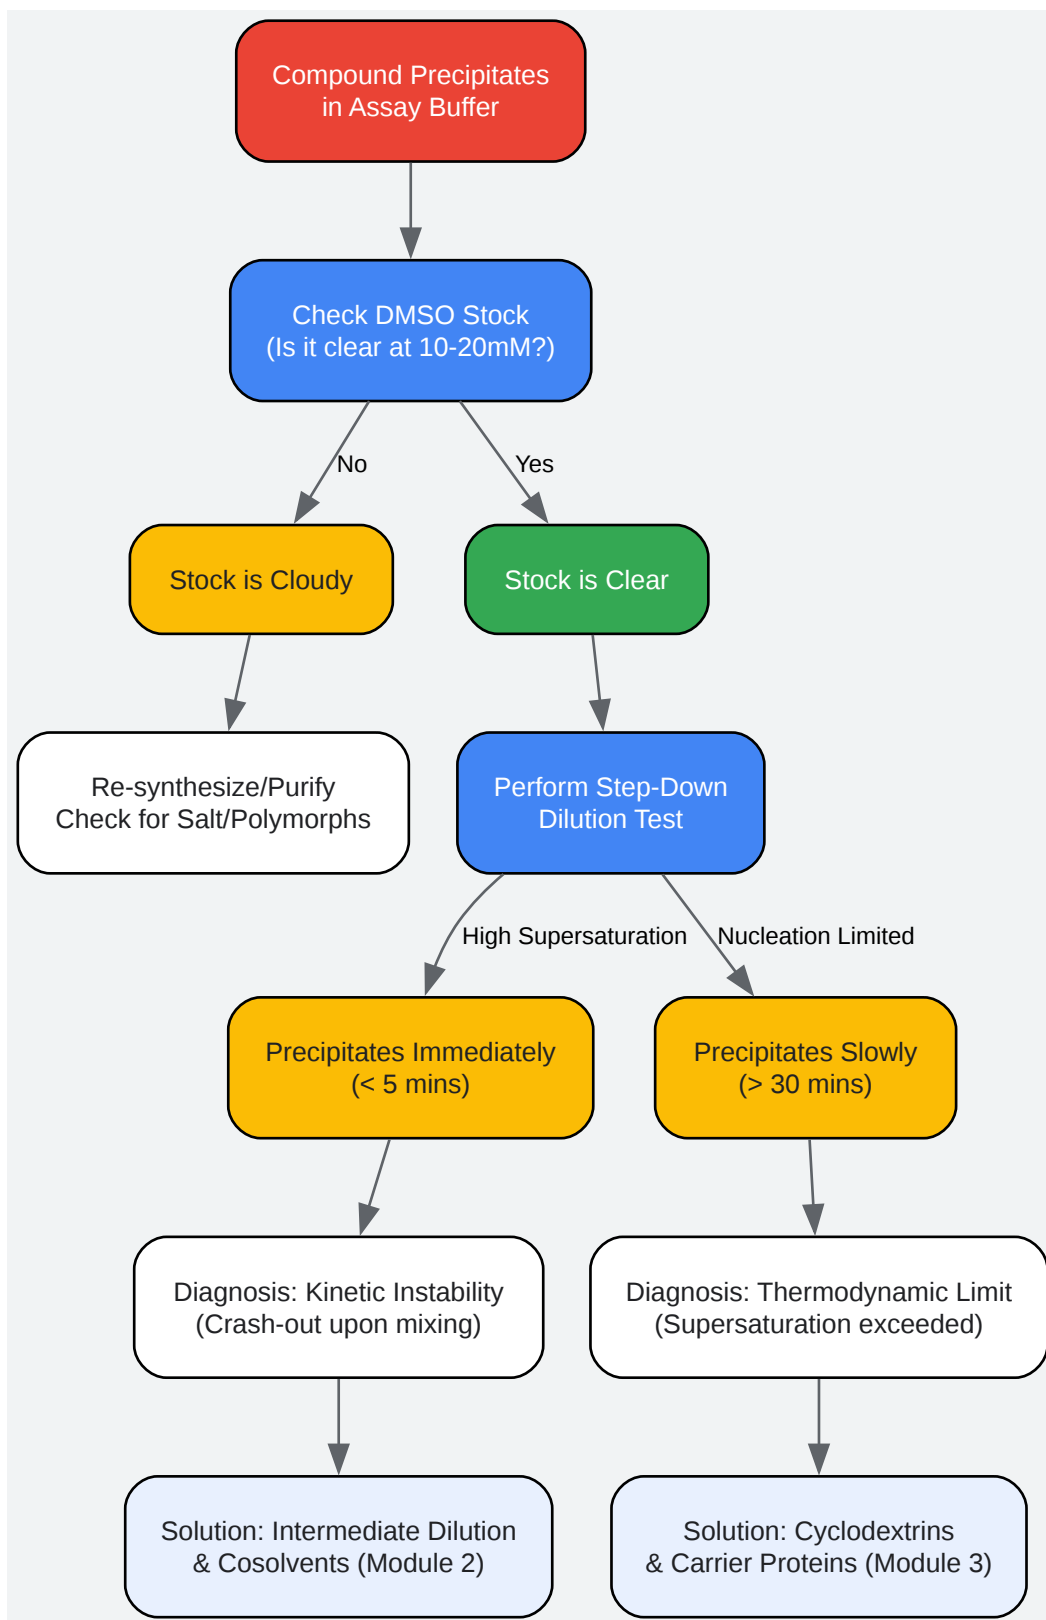 Compound Precipitates
in Assay Buffer
Check DMSO Stock
(Is it clear at 10-20mM?)
No
Yes
Stock is Cloudy
Stock is Clear
Re-synthesize/Purify
Check for Salt/Polymorphs
Perform Step-Down
Dilution Test
High Supersaturation
Nucleation Limited
Precipitates Immediately
(< 5 mins)
Precipitates Slowly
(> 30 mins)
Diagnosis: Kinetic Instability
(Crash-out upon mixing)
Diagnosis: Thermodynamic Limit
(Supersaturation exceeded)
Solution: Intermediate Dilution
& Cosolvents (Module 2)
Solution: Cyclodextrins
& Carrier Proteins (Module 3)